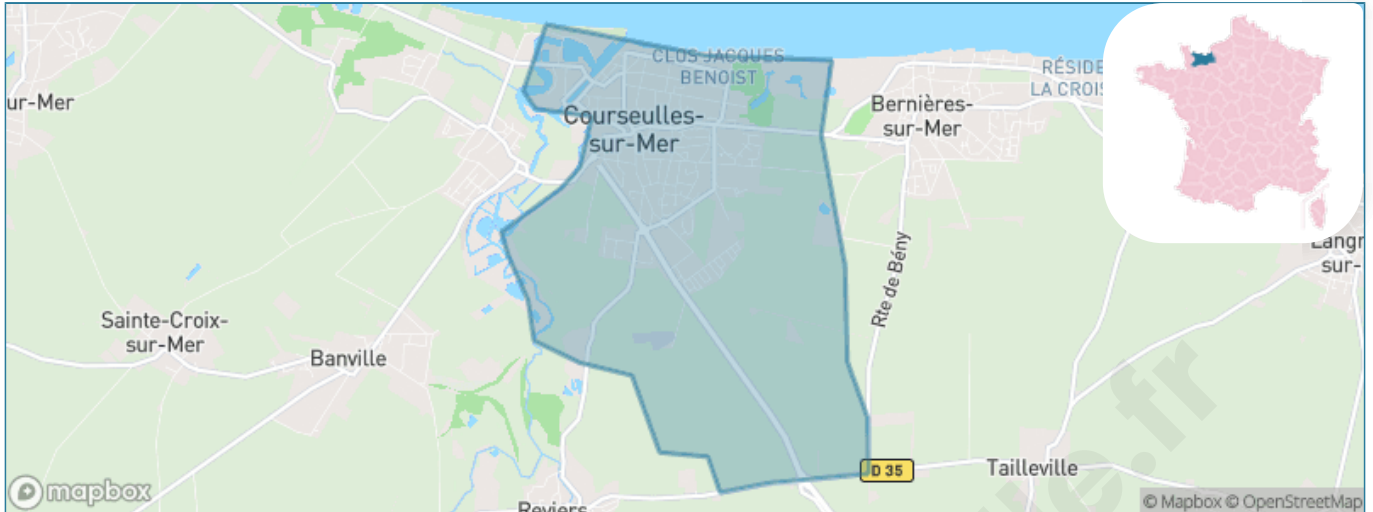 CLOS JACQUES
BENOIST
RÉSIDE
LA CROIS
ur-Mer
Courseulles-
sur-Mer
Bernières-
sur-Mer
Langr
sur-
Rte de Bény
Sainte-Croix-
sur-Mer
Banville
D 35
Tailleville
Reviers
mapbox
© Mapbox © OpenStreetMap